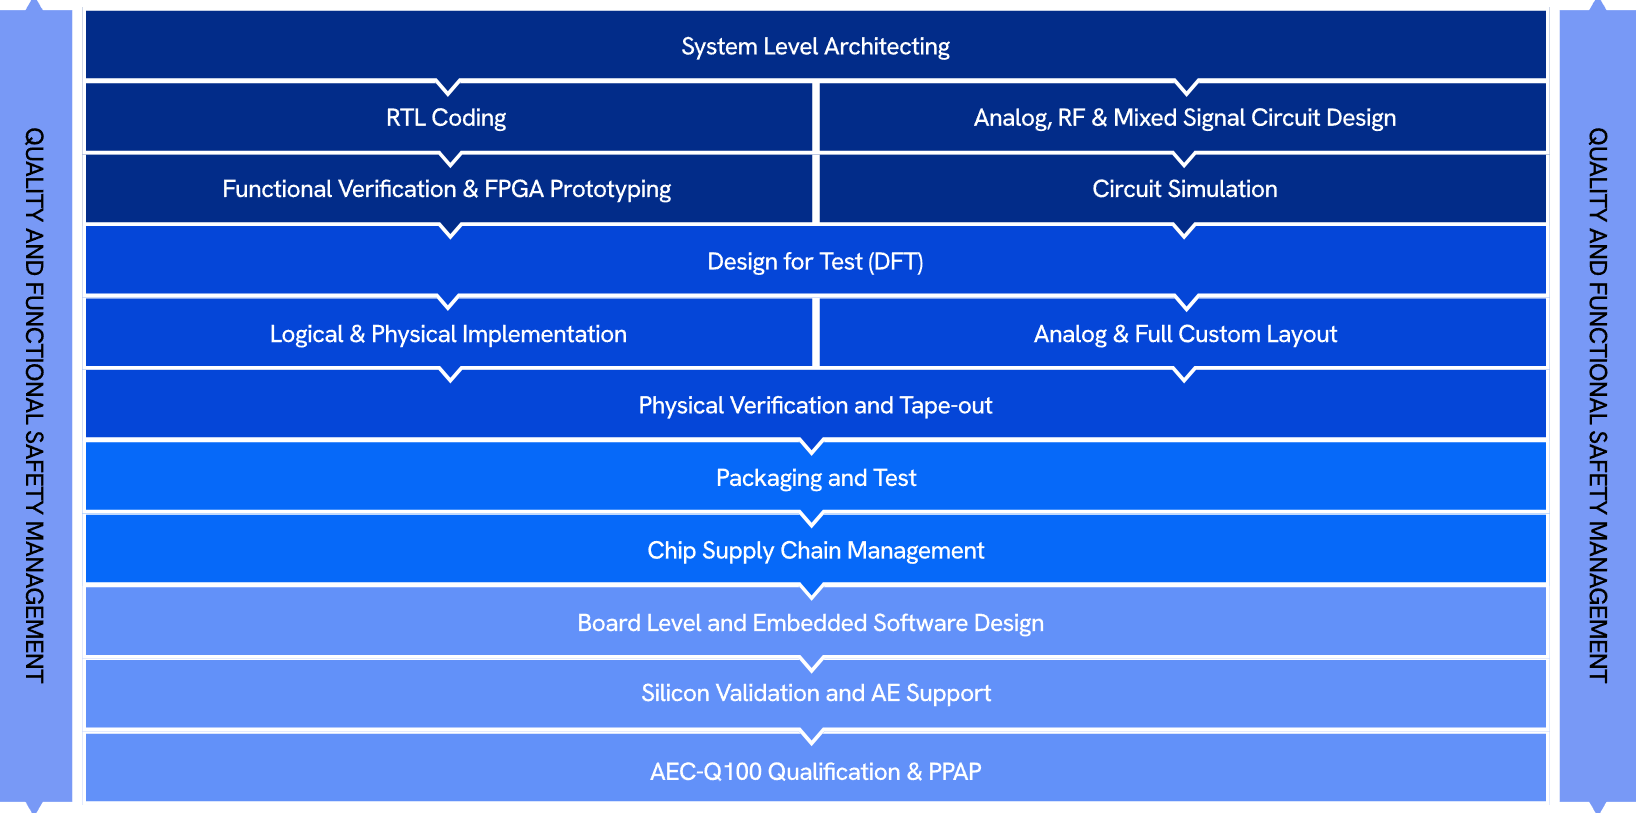 QUALITY AND FUNCTIONAL SAFETY MANAGEMENT
System Level Architecting
RTL Coding
Analog, RF & Mixed Signal Circuit Design
Functional Verification & FPGA Prototyping
Circuit Simulation
Design for Test (DFT)
Logical & Physical Implementation
Analog & Full Custom Layout
Physical Verification and Tape-out
Packaging and Test
Chip Supply Chain Management
Board Level and Embedded Software Design
Silicon Validation and AE Support
AEC-Q100 Qualification & PPAP
QUALITY AND FUNCTIONAL SAFETY MANAGEMENT